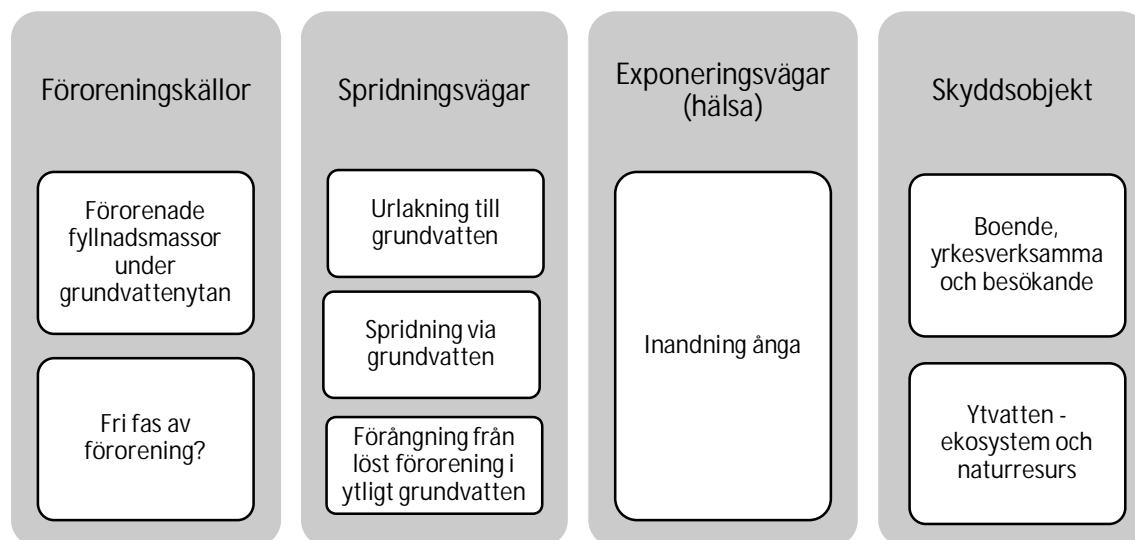 Föroreningskällor
Förorenade
fyllnadsmassor
under
grundvattenytan
Fri fas av
förorening?
Spridningsvägar
Urlakning till
grundvatten
Spridning via
grundvatten
Förångning från
löst förorening i
ytligt grundvatten
Exponeringsvägar
(hälsa)
Inandning ånga
Skyddsobjekt
Boende,
yrkesverksamma
och besökande
Ytvatten -
ekosystem och
naturresurs